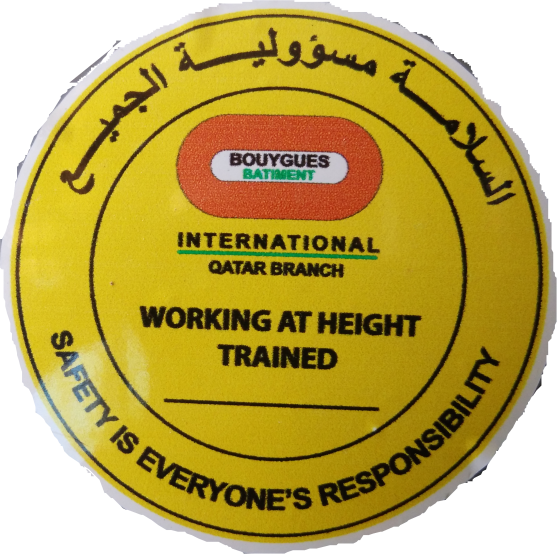 السلامة مسؤولية الجميع
BOUYGUES
BATIMENT
INTERNATIONAL
QATAR BRANCH
WORKING AT HEIGHT
TRAINED
SAFETY IS EVERYONE'S RESPONSIBILITY